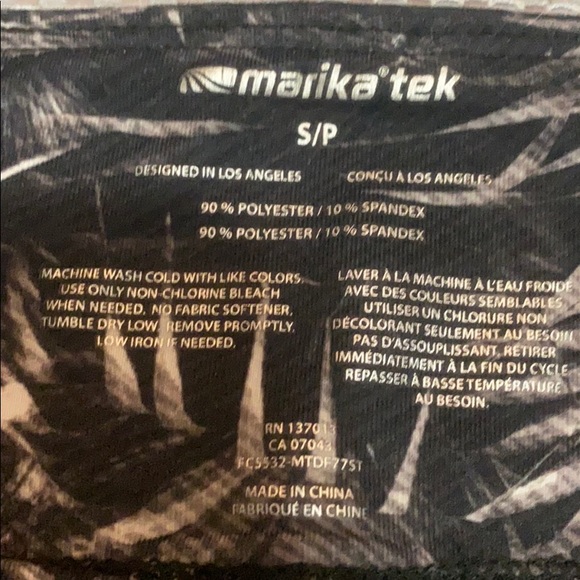 marika® tek
S/P
DESIGNED IN LOS ANGELES
CONÇU À LOS ANGELES
90 % POLYESTER / 10 % SPANDEX
90 % POLYESTER / 10 % SPANDEX
MACHINE WASH COLD WITH LIKE COLORS.
USE ONLY NON-CHLORINE BLEACH
WHEN NEEDED. NO FABRIC SOFTENER.
TUMBLE DRY LOW. REMOVE PROMPTLY.
LOW IRON IF NEEDED.
LAVER À LA MACHINE À L'EAU FROIDE
AVEC DES COULEURS SEMBLABLES
UTILISER UN CHLORURE NON
DÉCOLORANT SEULEMENT AU BESOIN
PAS D'ASSOUPLISSANT. RETIRER
IMMÉDIATEMENT À LA FIN DU CYCLE
REPASSER À BASSE TEMPÉRATURE
AU BESOIN.
RN 137013
CA 07043
FC5532-MTDF775T
MADE IN CHINA
FABRIQUÉ EN CHINE